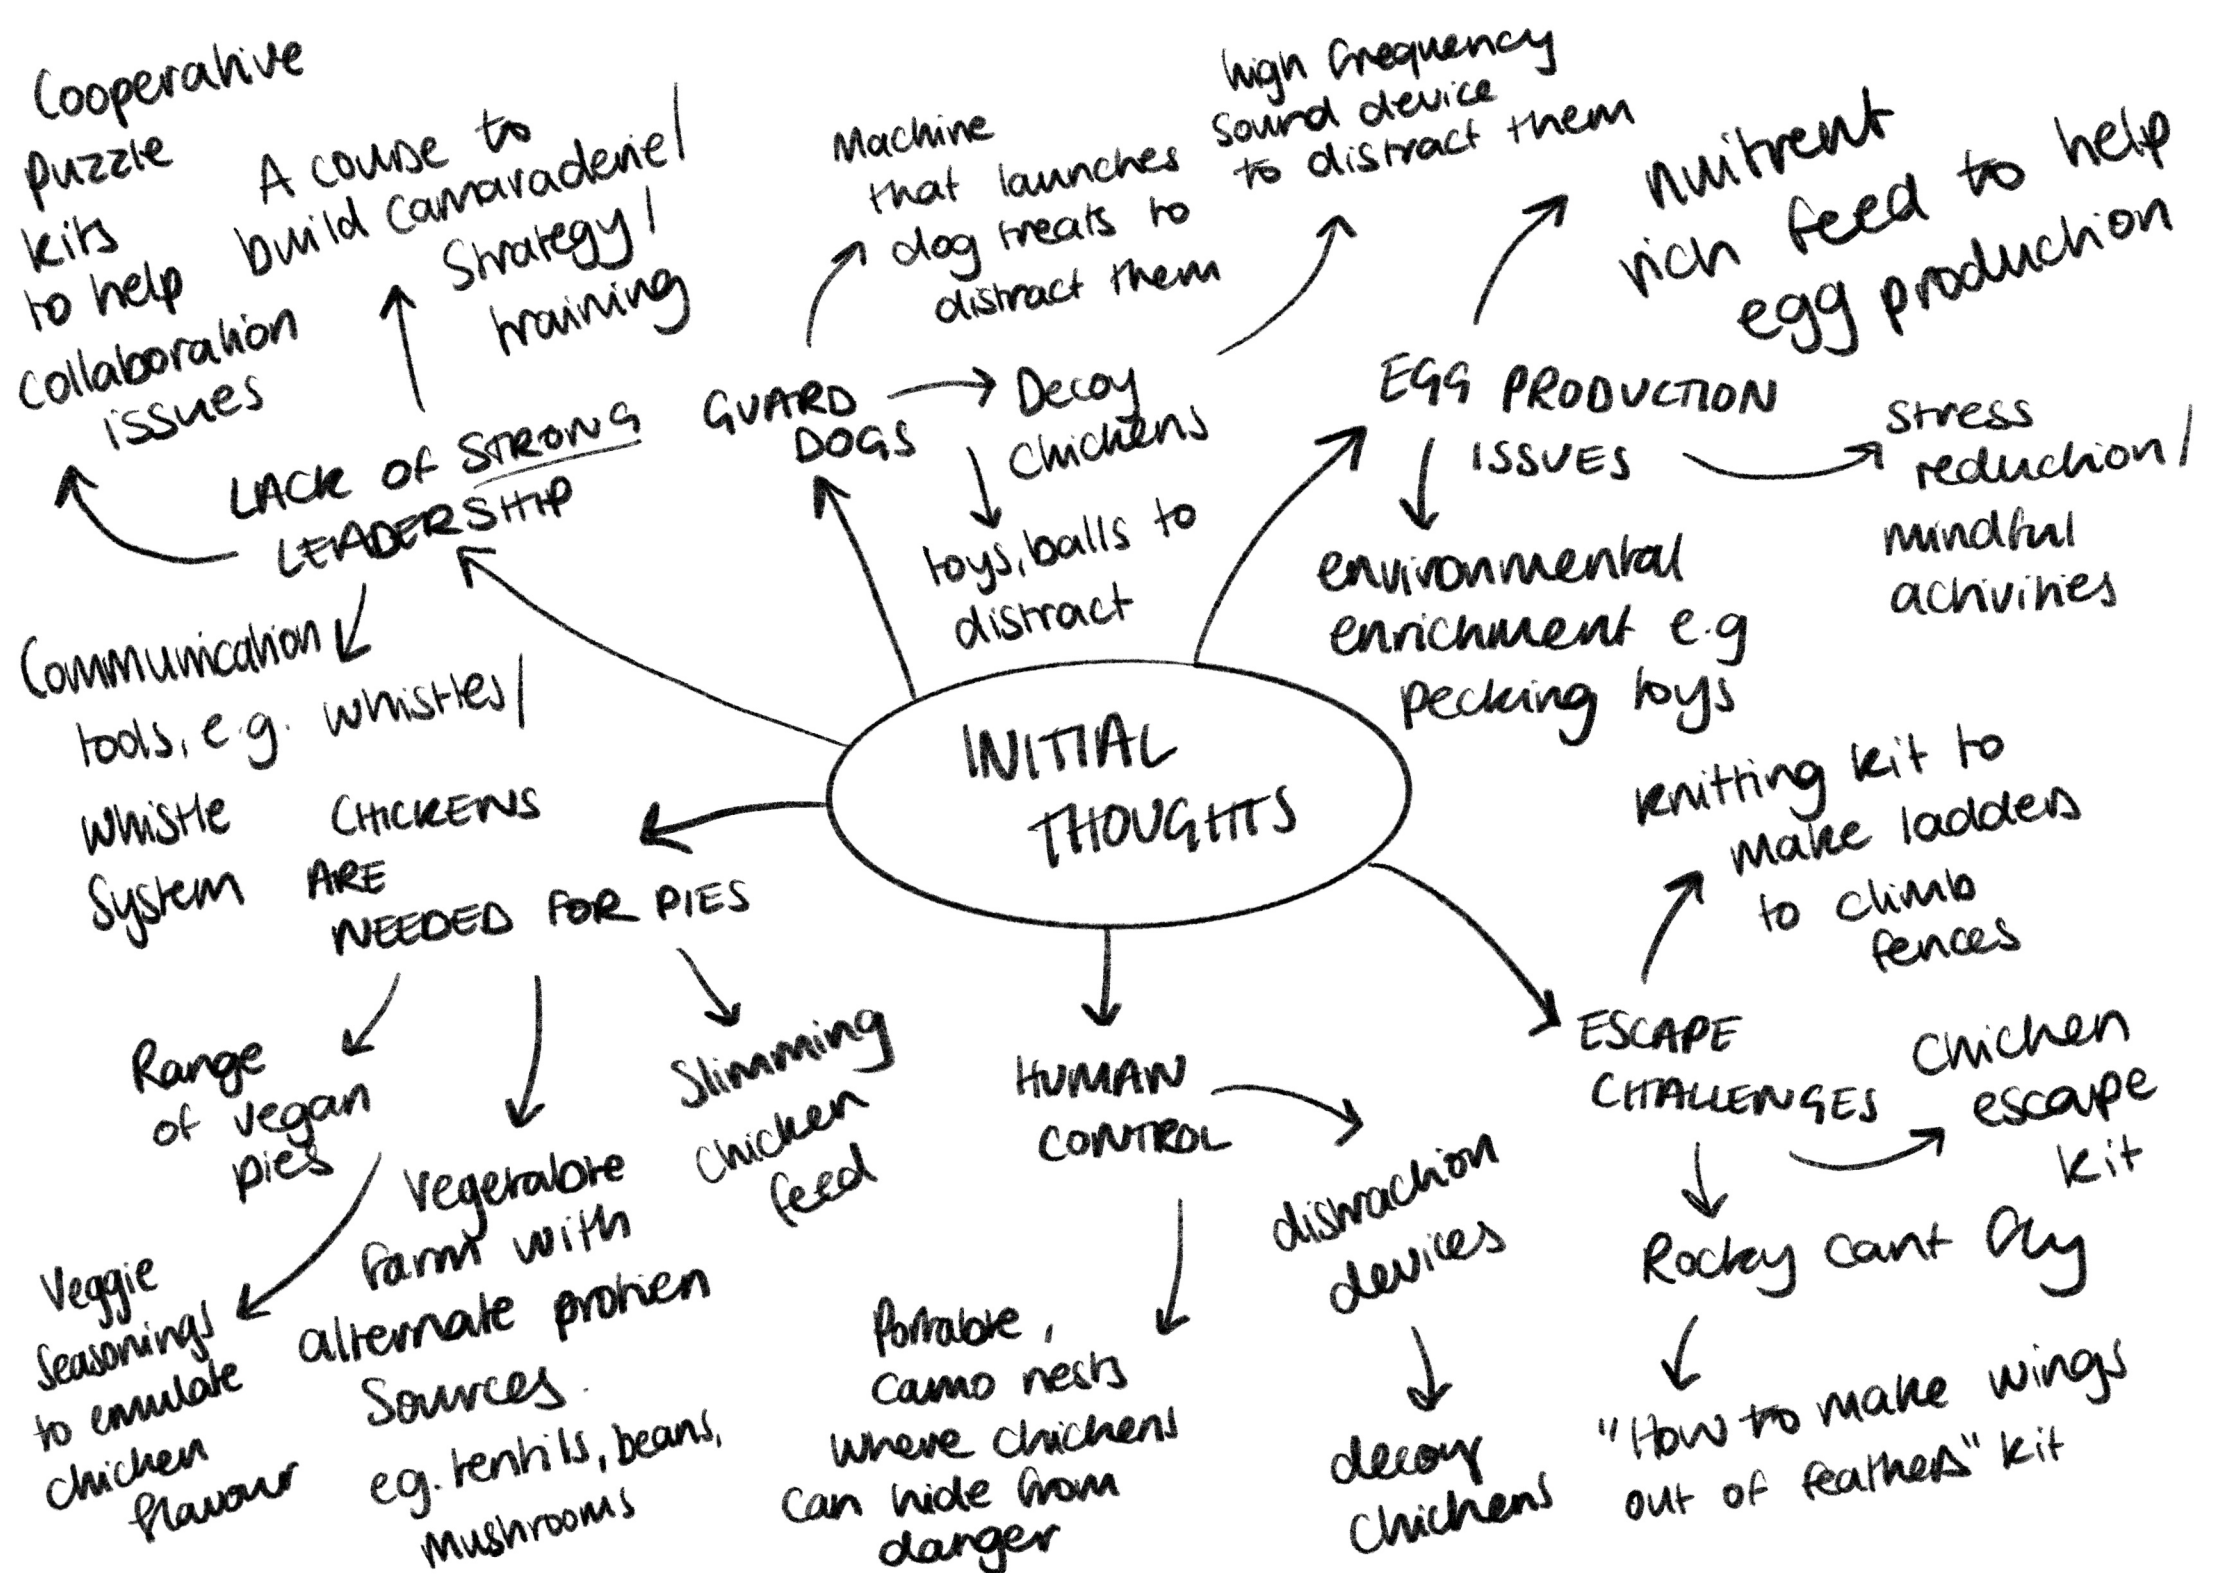 INITIAL
THOUGHTS
LACK OF STRONG
LEADERSHIP
Cooperative
puzzle
kits
to help
collaboration
issues
A course to
build camaraderie/
Strategy/
training
Communication
tools, e.g. whistles/
whistle
System
GUARD
DOGS
Machine
that launches
dog treats to
distract them
Decoy
chickens
high frequency
sound device
to distract them
toys, balls to
distract
EGG PRODUCTION
ISSUES
nuitrent
rich feed to help
egg production
stress
reduction/
mindful
activities
environmental
enrichment e.g
pecking toys
ESCAPE
CHALLENGES
knitting kit to
make ladders
to climb
fences
Chicken
escape
kit
Rocky cant fly
"How to make wings
out of feathers" kit
HUMAN
CONTROL
distraction
devices
decoy
chickens
Portable,
camo nests
where chickens
can hide from
danger
CHICKENS
ARE
NEEDED FOR PIES
Slimming
chicken
feed
Vegetable
farm with
alternate protien
Sources.
eg. lentils, beans,
mushrooms
Range
of vegan
pies
Veggie
seasonings
to emulate
chicken
flavour